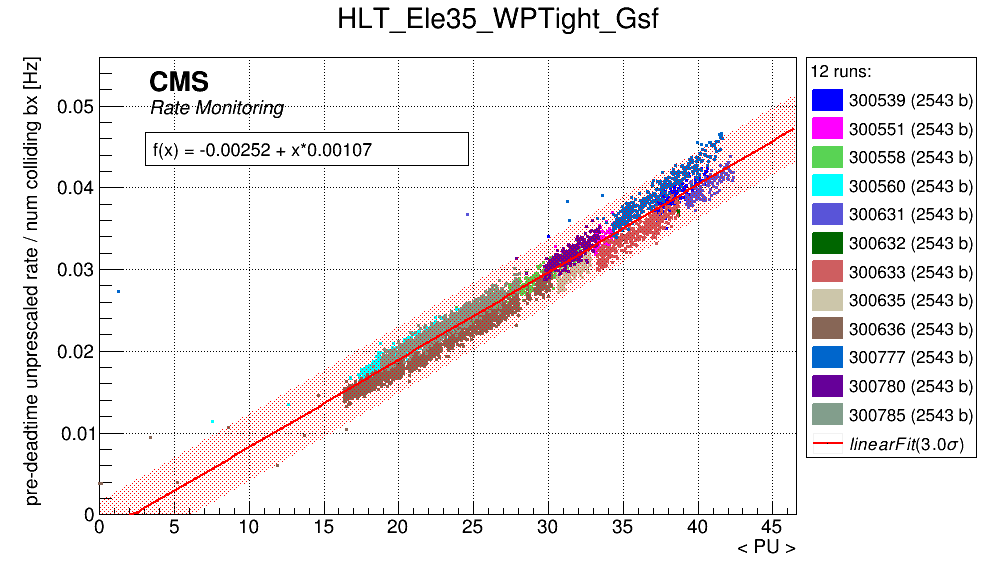 HLT_Ele35_WPTight_Gsf
pre-deadtime unprescaled rate / num colliding bx [Hz]
CMS
Rate Monitoring
f(x) = -0.00252 + x*0.00107
0.05
0.04
0.03
0.02
0.01
0
0 5 10 15 20 25 30 35 40 45
< PU >
12 runs:
300539 (2543 b)
300551 (2543 b)
300558 (2543 b)
300560 (2543 b)
300631 (2543 b)
300632 (2543 b)
300633 (2543 b)
300635 (2543 b)
300636 (2543 b)
300777 (2543 b)
300780 (2543 b)
300785 (2543 b)
linearFit(3.0σ)